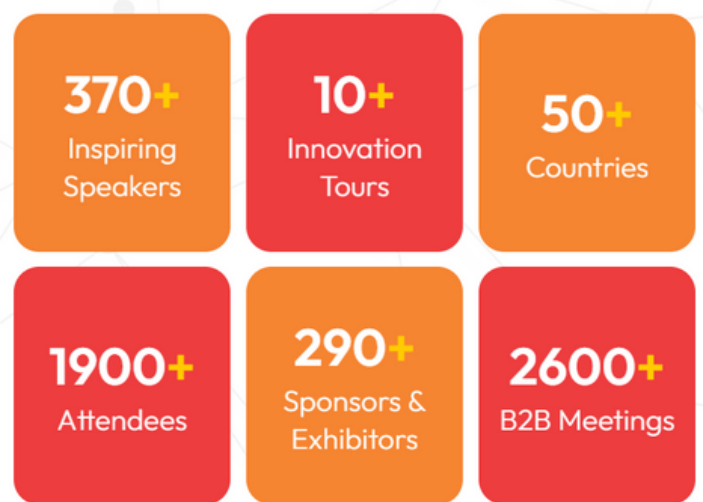 370+
Inspiring
Speakers
10+
Innovation
Tours
50+
Countries
1900+
Attendees
290+
Sponsors &
Exhibitors
2600+
B2B Meetings